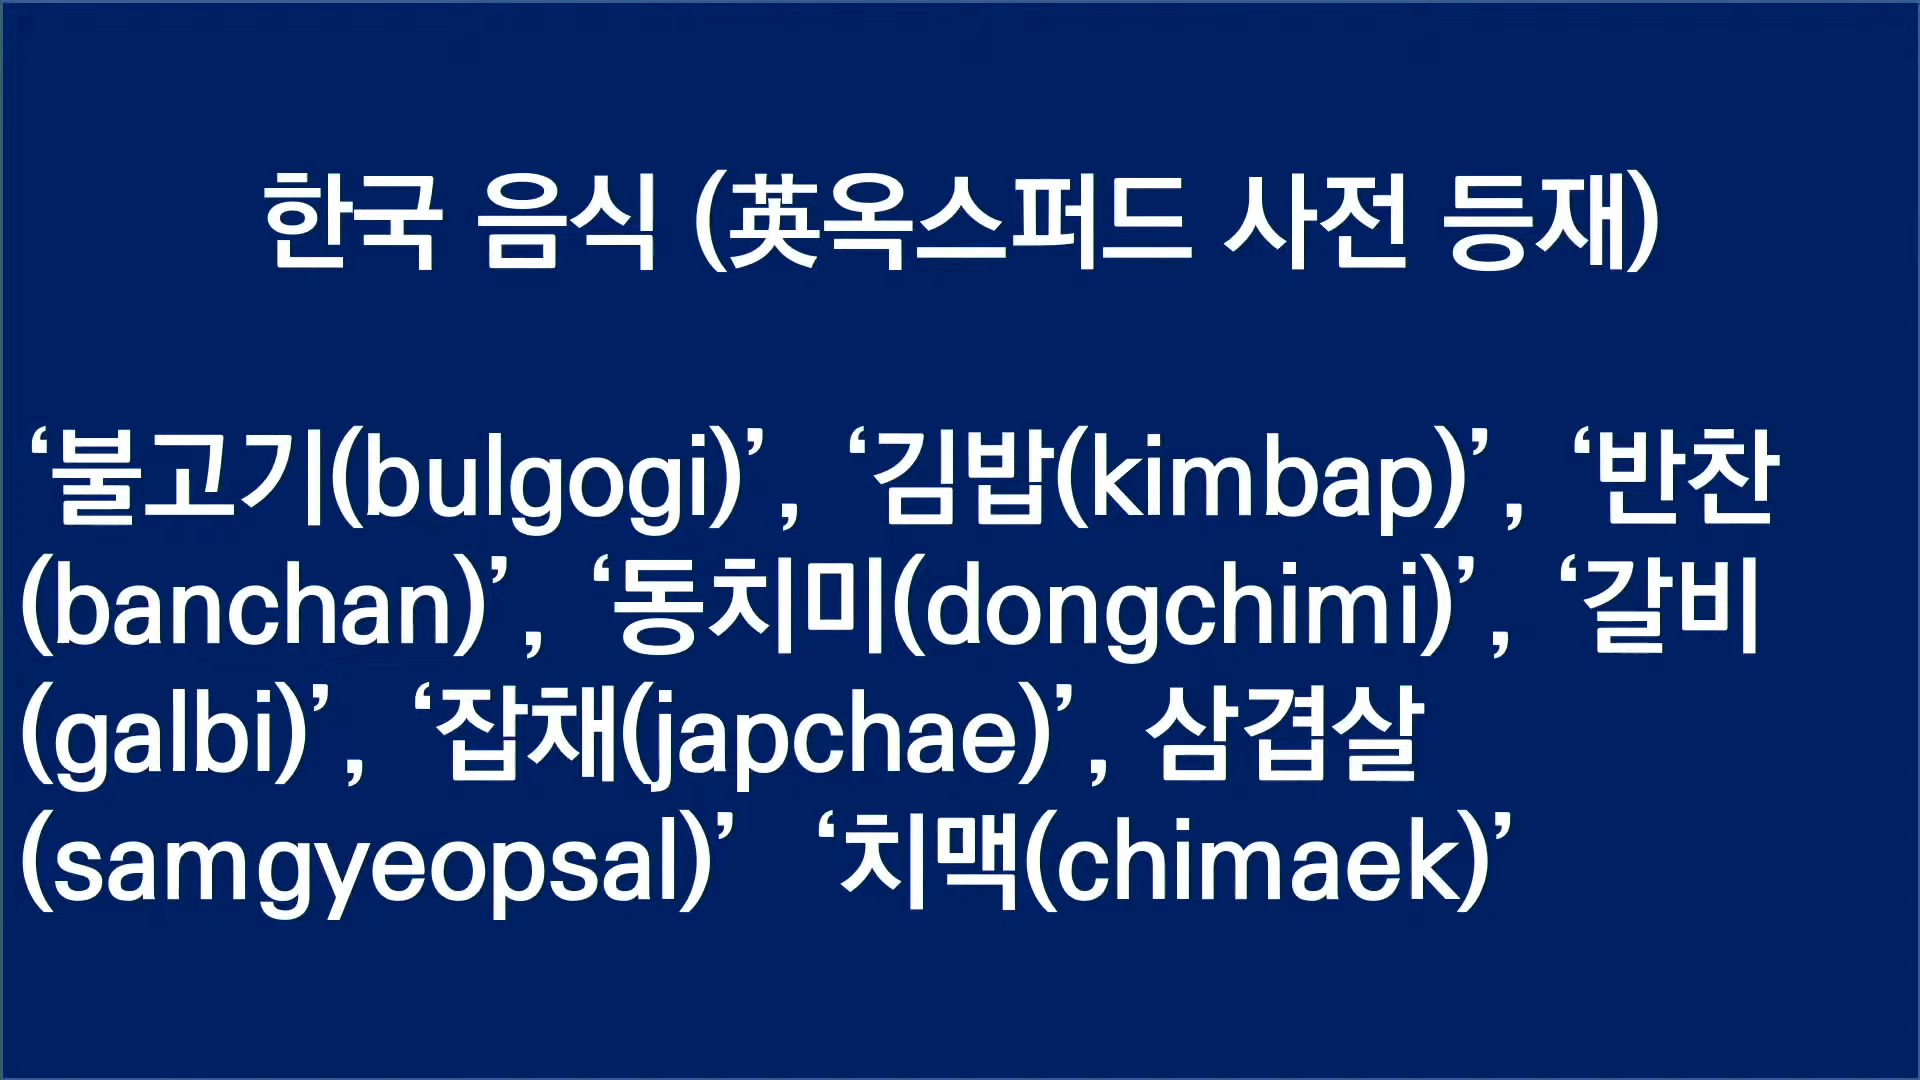 한국 음식 (英옥스퍼드 사전 등재)
‘불고기(bulgogi)’, ‘김밥(kimbap)’, ‘반찬
(banchan)’, ‘동치미(dongchimi)’, ‘갈비
(galbi)’, ‘잡채(japchae)’, 삼겹살
(samgyeopsal)’ ‘치맥(chimaek)’